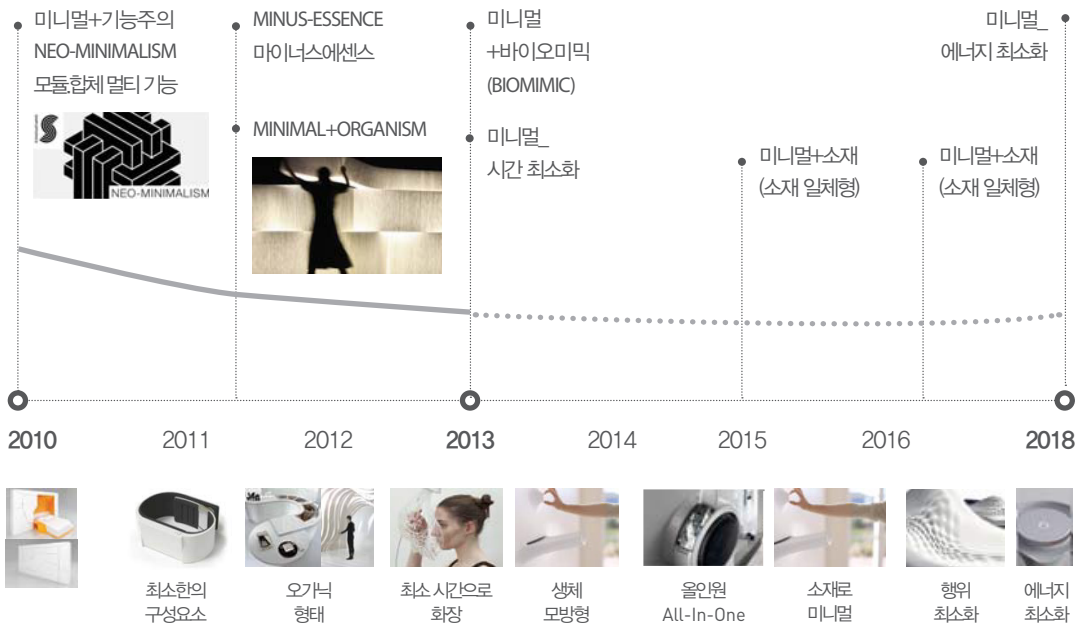 미니멀+기능주의
NEO-MINIMALISM
모듈.합체 멀티 기능
NEO-MINIMALISM
MINUS-ESSENCE
마이너스에센스
MINIMAL+ORGANISM
미니멀
+바이오미믹
(BIOMIMIC)
미니멀_
시간 최소화
미니멀+소재
(소재 일체형)
미니멀+소재
(소재 일체형)
미니멀_
에너지 최소화
2010
2011
2012
2013
2014
2015
2016
2018
최소한의
구성요소
오가닉
형태
최소 시간으로
화장
생체
모방형
올인원
All-In-One
소재로
미니멀
행위
최소화
에너지
최소화